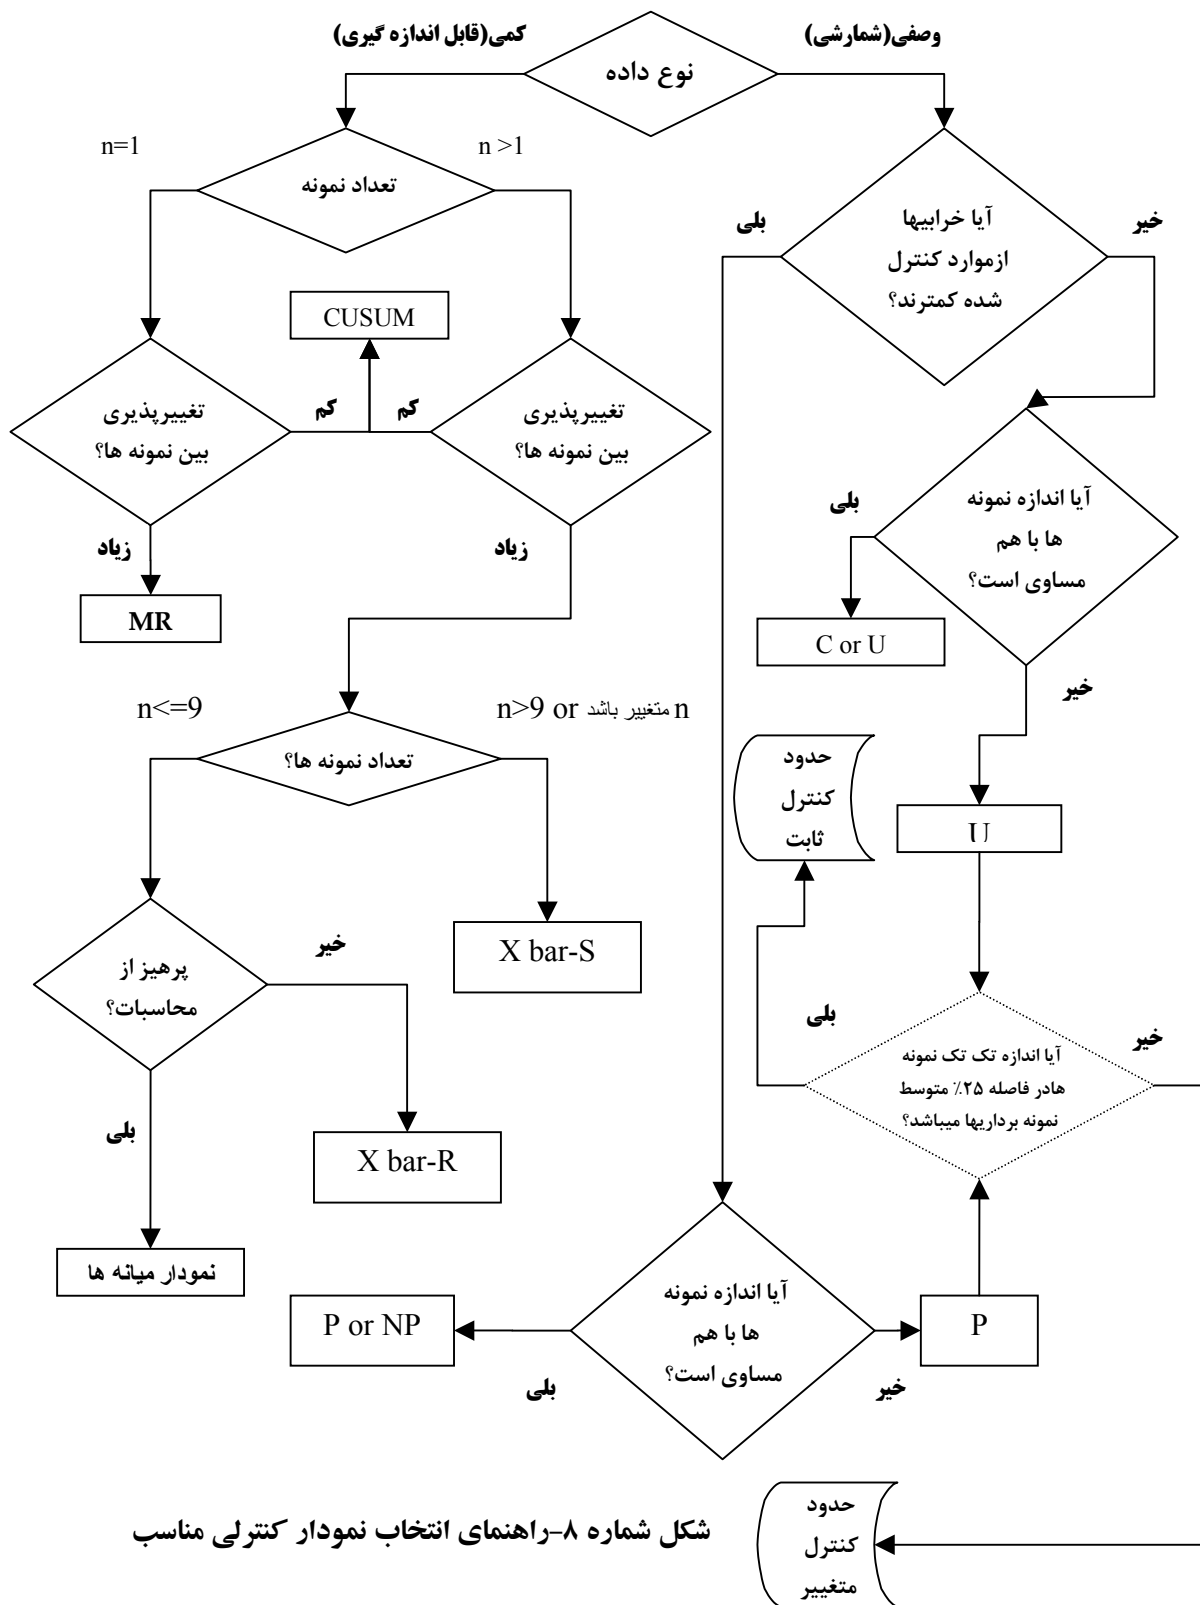 وصفی(شمارشی)
کمی(قابل اندازه گیری)
نوع داده
n=1
n >1
تعداد نمونه
بلی
خیر
آیا خرابیها
ازموارد کنترل
شده کمترند؟
CUSUM
تغییرپذیری
بین نمونه ها؟
کم
کم
تغییرپذیری
بین نمونه ها؟
زیاد
زیاد
MR
آیا اندازه نمونه
ها با هم
مساوی است؟
بلی
C or U
خیر
n<=9
n>9 or متغییر باشد n
تعداد نمونه ها؟
حدود
کنترل
ثابت
U
X bar-S
پرهیز از
محاسبات؟
خیر
بلی
X bar-R
نمودار میانه ها
بلی
خیر
آیا اندازه تک تک نمونه
هادر فاصله ۲۵٪ متوسط
نمونه برداریها میباشد؟
P or NP
آیا اندازه نمونه
ها با هم
مساوی است؟
P
بلی
خیر
حدود
کنترل
متغییر
شکل شماره ۸-راهنمای انتخاب نمودار کنترلی مناسب